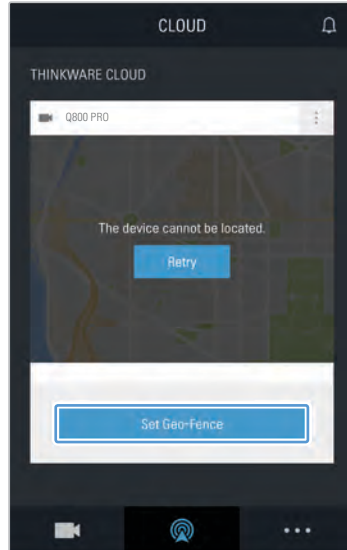 CLOUD
THINKWARE CLOUD
Q800 PRO
The device cannot be located.
Retry
Set Geo-Fence